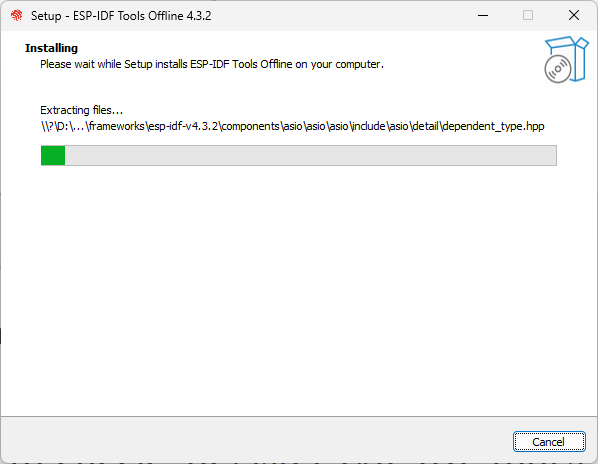 Setup - ESP-IDF Tools Offline 4.3.2
Installing
Please wait while Setup installs ESP-IDF Tools Offline on your computer.
Extracting files...
\\?\D:\...\frameworks\esp-idf-v4.3.2\components\asio\asio\asio\include\asio\detail\dependent_type.hpp
Cancel